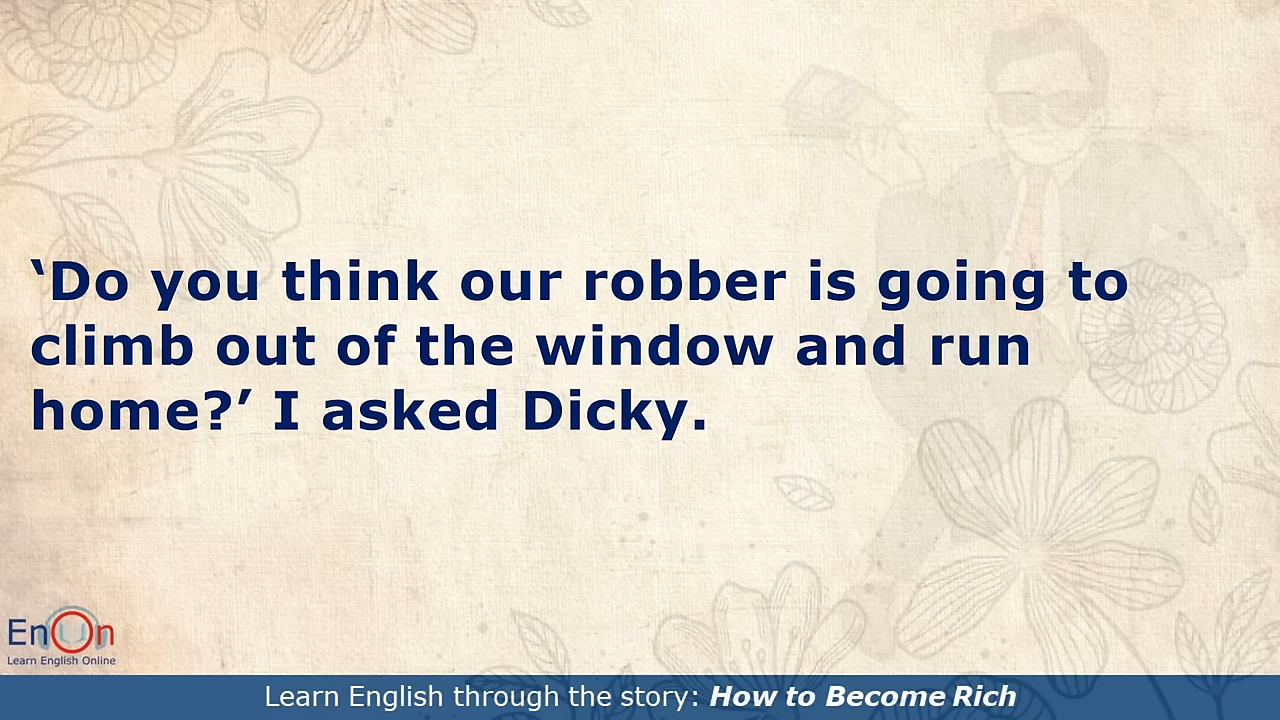 ‘Do you think our robber is going to
climb out of the window and run
home?’ I asked Dicky.
EnOn
Learn English Online
Learn English through the story: How to Become Rich